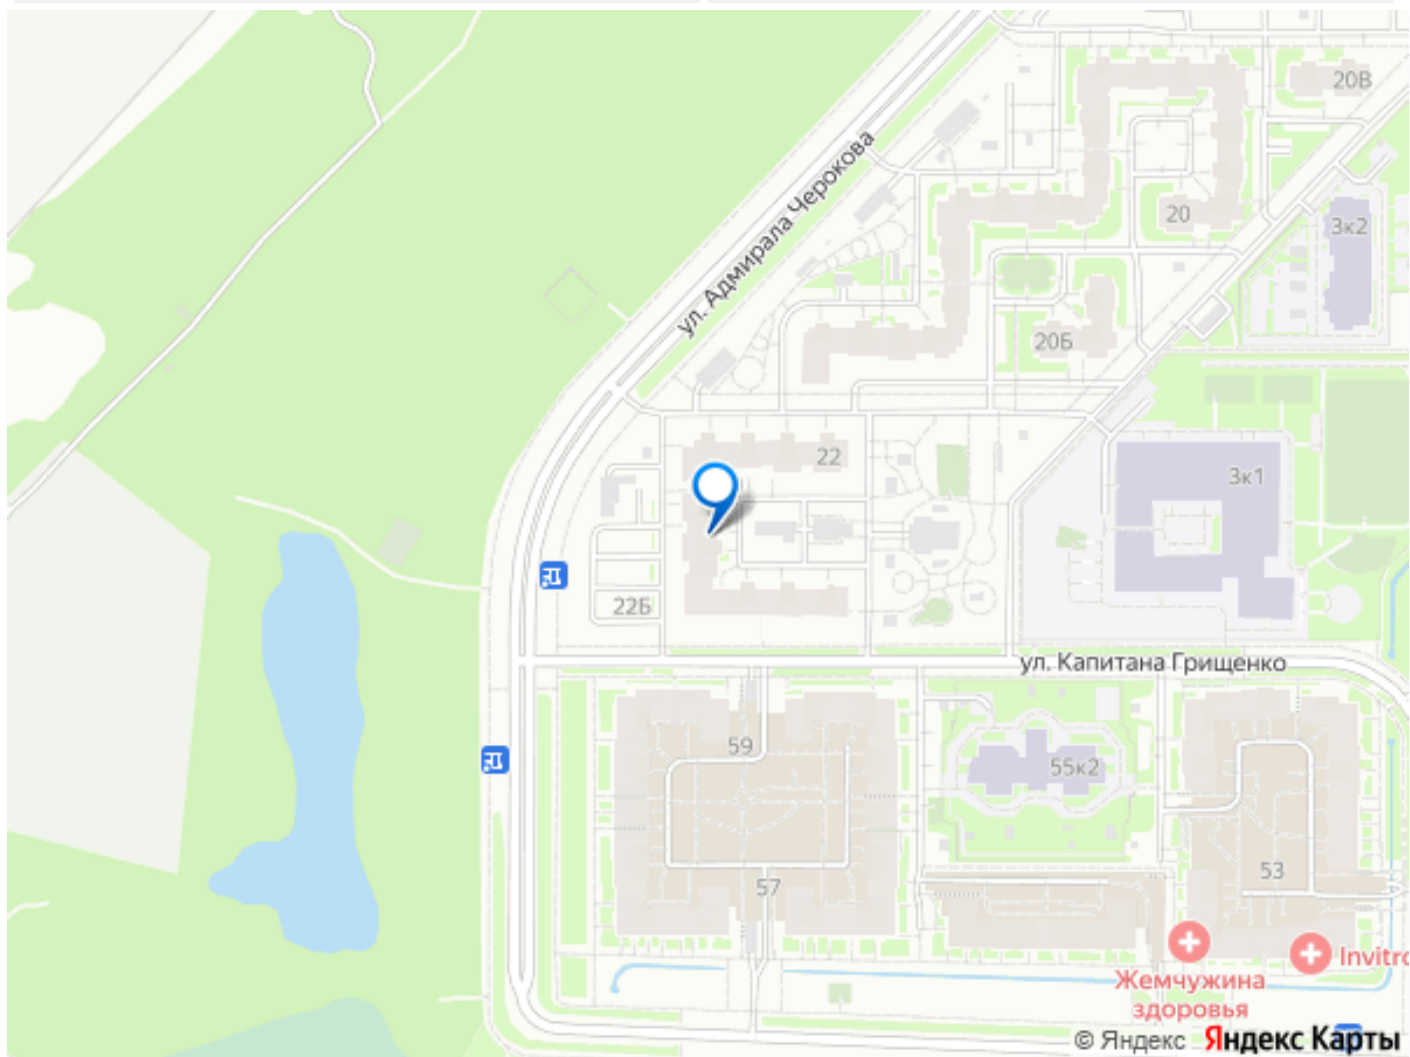 20В
ул. Адмирала Черокова
20
3к2
20Б
22
3к1
22Б
ул. Капитана Грищенко
59
55к2
53
57
Invitro
Жемчужина
здоровья
© Яндекс Яндекс Карты